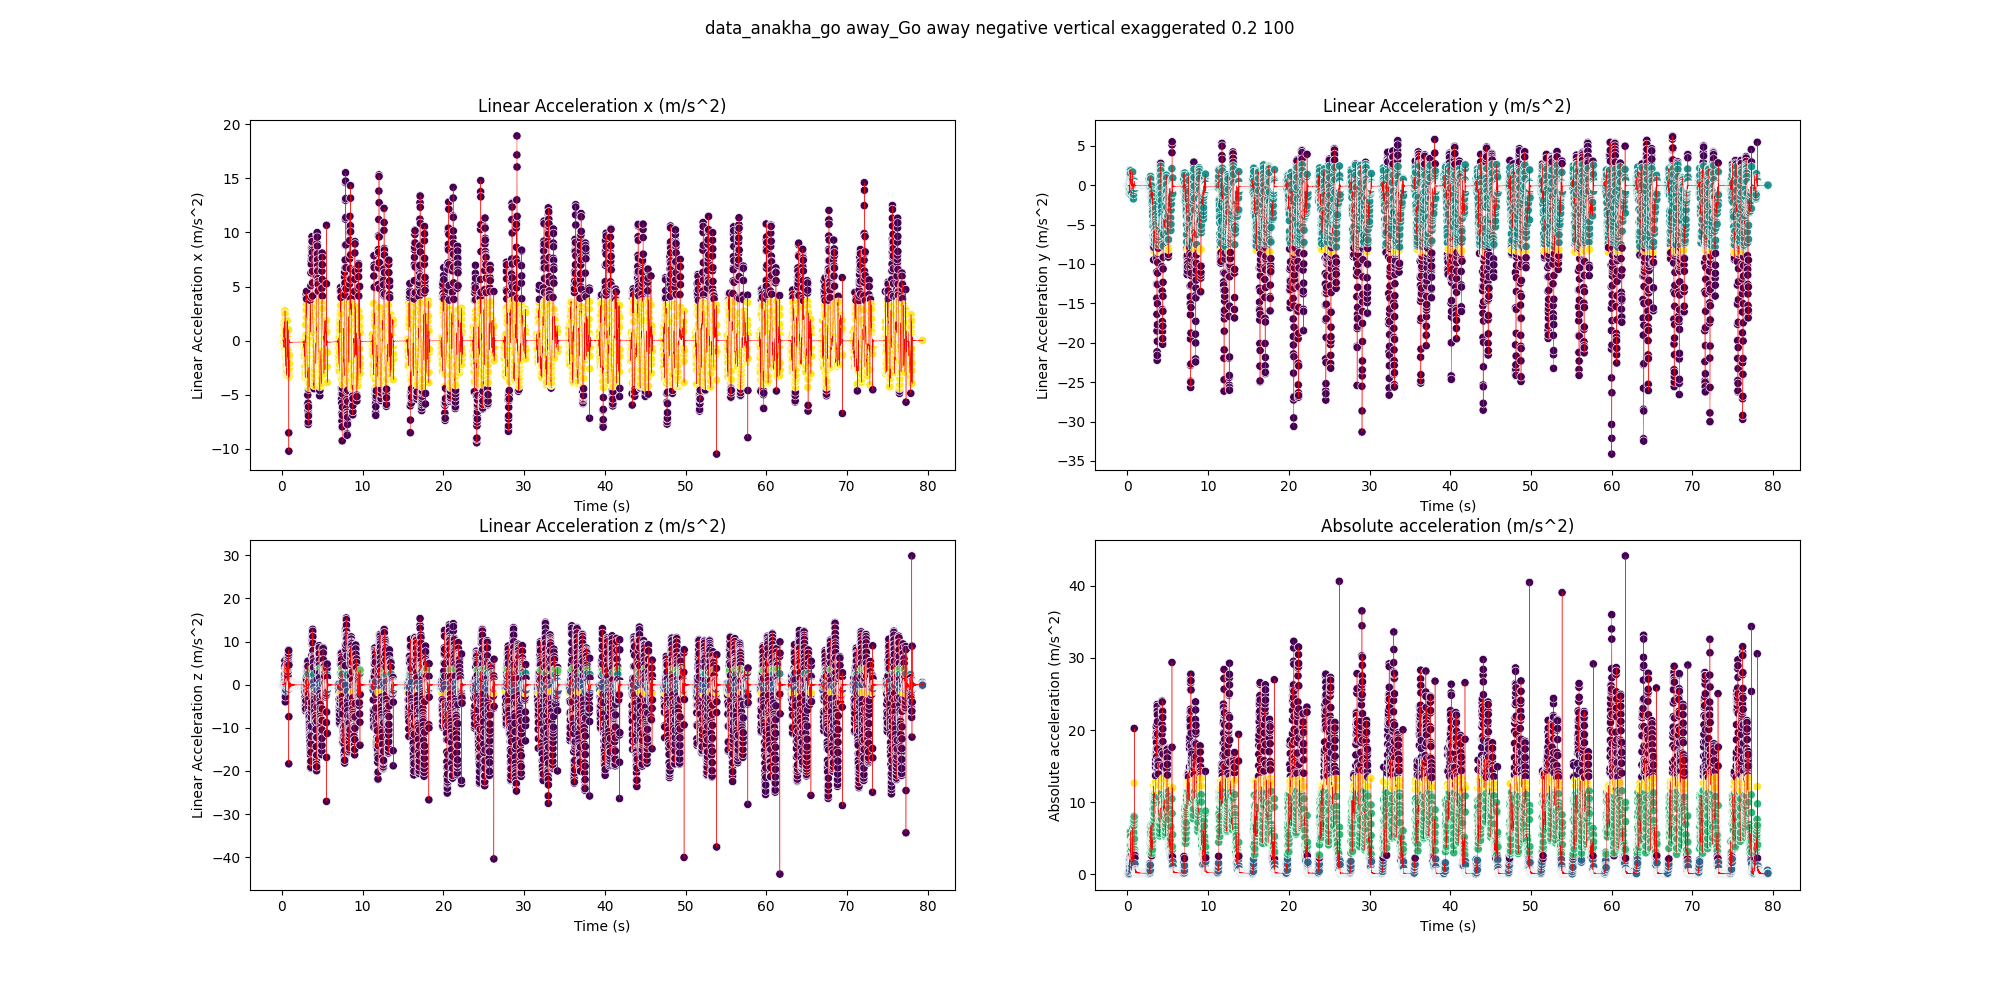 data_anakha_go away_Go away negative vertical exaggerated 0.2 100
Linear Acceleration x (m/s^2)
Linear Acceleration x (m/s^2)
20
15
10
5
0
−5
−10
0 10 20 30 40 50 60 70 80
Time (s)
Linear Acceleration y (m/s^2)
Linear Acceleration y (m/s^2)
5
0
−5
−10
−15
−20
−25
−30
−35
0 10 20 30 40 50 60 70 80
Time (s)
Linear Acceleration z (m/s^2)
Linear Acceleration z (m/s^2)
30
20
10
0
−10
−20
−30
−40
0 10 20 30 40 50 60 70 80
Time (s)
Absolute acceleration (m/s^2)
Absolute acceleration (m/s^2)
40
30
20
10
0
0 10 20 30 40 50 60 70 80
Time (s)